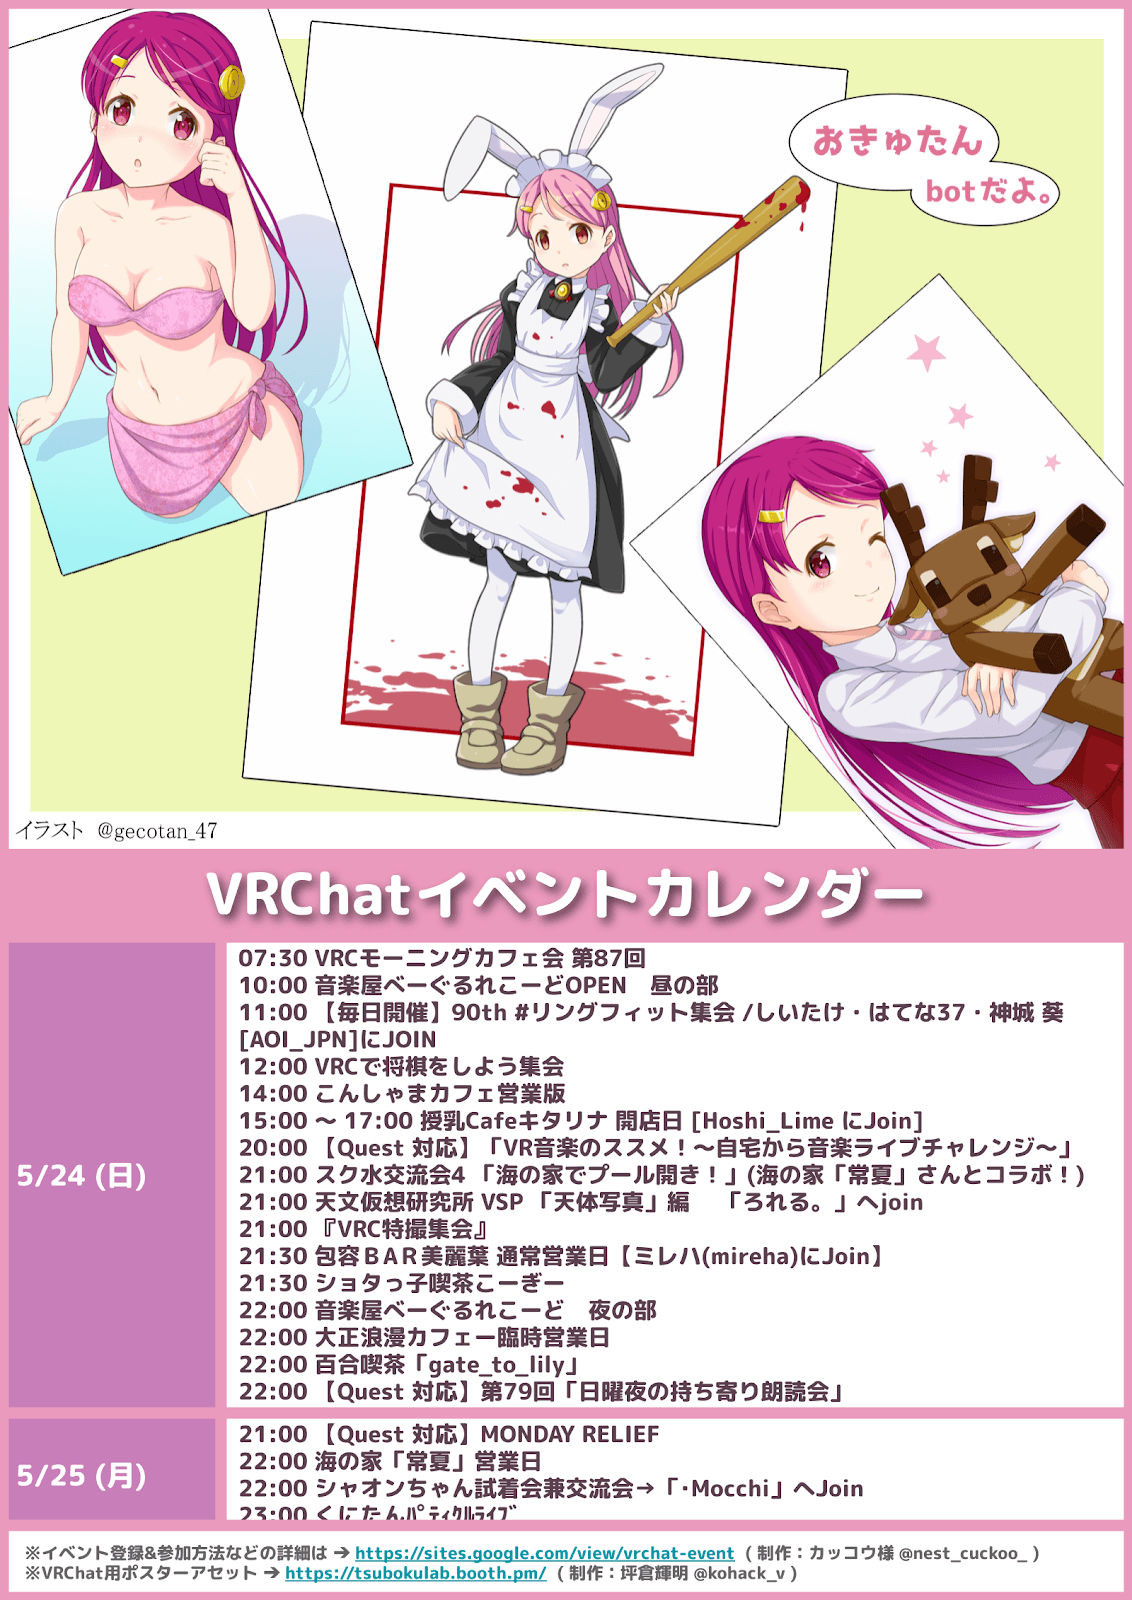 おきゅたん
botだよ。
イラスト @gecotan_47
VRChatイベントカレンダー
5/24 (日)
07:30 VRCモーニングカフェ会 第87回
10:00 音楽屋べーぐるれこーどOPEN　昼の部
11:00 【毎日開催】90th #リングフィット集会 /しいたけ・はてな37・神城 葵
[AOI_JPN]にJOIN
12:00 VRCで将棋をしよう集会
14:00 こんしゃまカフェ営業版
15:00 〜 17:00 授乳Cafeキタリナ 開店日 [Hoshi_Lime にJoin]
20:00 【Quest 対応】「VR音楽のススメ！〜自宅から音楽ライブチャレンジ〜」
21:00 スク水交流会4 「海の家でプール開き！」(海の家「常夏」さんとコラボ！)
21:00 天文仮想研究所 VSP 「天体写真」編　 「ろれる。」へjoin
21:00 『VRC特撮集会』
21:30 包容ＢＡＲ美麗葉 通常営業日【ミレハ(mireha)にJoin】
21:30 ショタっ子喫茶こーぎー
22:00 音楽屋べーぐるれこーど　夜の部
22:00 大正浪漫カフェー臨時営業日
22:00 百合喫茶「gate_to_lily」
22:00 【Quest 対応】第79回「日曜夜の持ち寄り朗読会」
5/25 (月)
21:00 【Quest 対応】MONDAY RELIEF
22:00 海の家「常夏」営業日
22:00 シャオンちゃん試着会兼交流会→「･Mocchi」へJoin
23:00 くにたんﾊﾟﾃｨｸﾙﾗｲﾌﾞ
※イベント登録&参加方法などの詳細は ➔ https://sites.google.com/view/vrchat-event ( 制作：カッコウ様 @nest_cuckoo_ )
※VRChat用ポスターアセット ➔ https://tsubokulab.booth.pm/ ( 制作：坪倉輝明 @kohack_v )